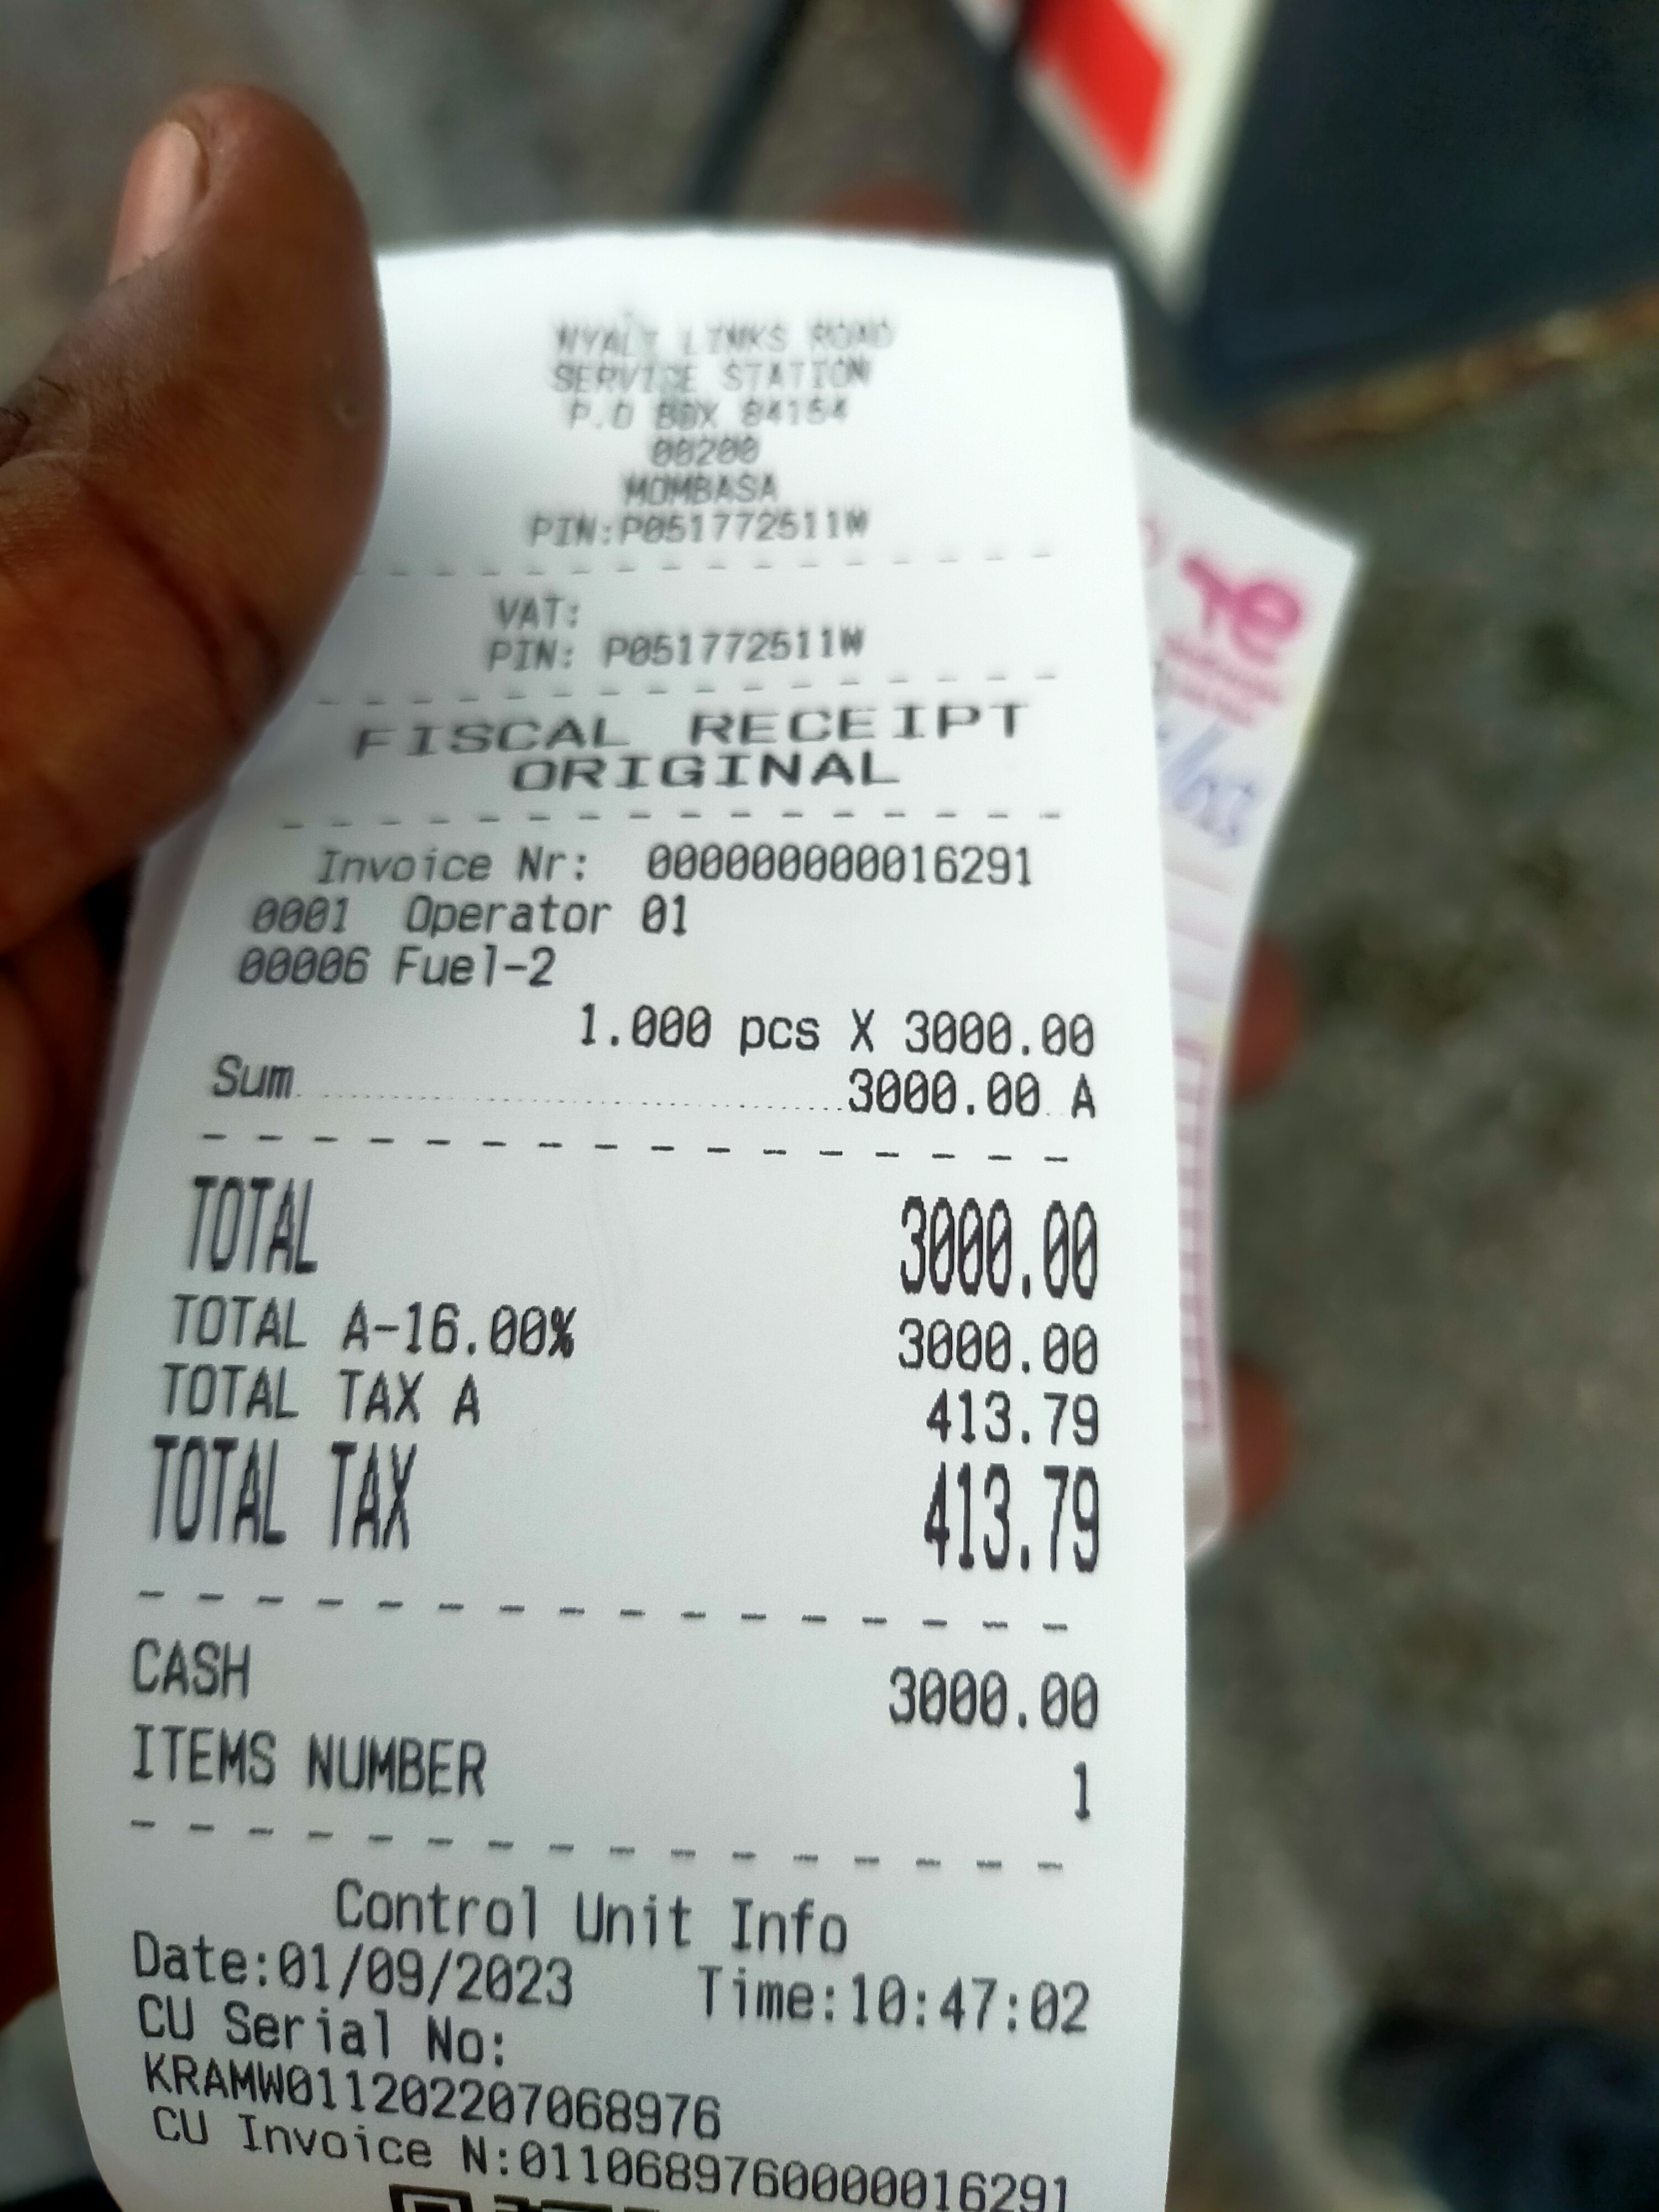 NYALI LINKS ROAD
SERVICE STATION
P.O BOX 84154
00200
MOMBASA
PIN:P051772511W
VAT:
PIN: P051772511W
FISCAL RECEIPT
ORIGINAL
Invoice Nr: 000000000016291
0001 Operator 01
00006 Fuel-2
1.000 pcs X 3000.00
Sum 3000.00 A
TOTAL 3000.00
TOTAL A-16.00% 3000.00
TOTAL TAX A 413.79
TOTAL TAX 413.79
CASH 3000.00
ITEMS NUMBER 1
Control Unit Info
Date:01/09/2023 Time:10:47:02
CU Serial No:
KRAMW011202207068976
CU Invoice N:0110689760000016291